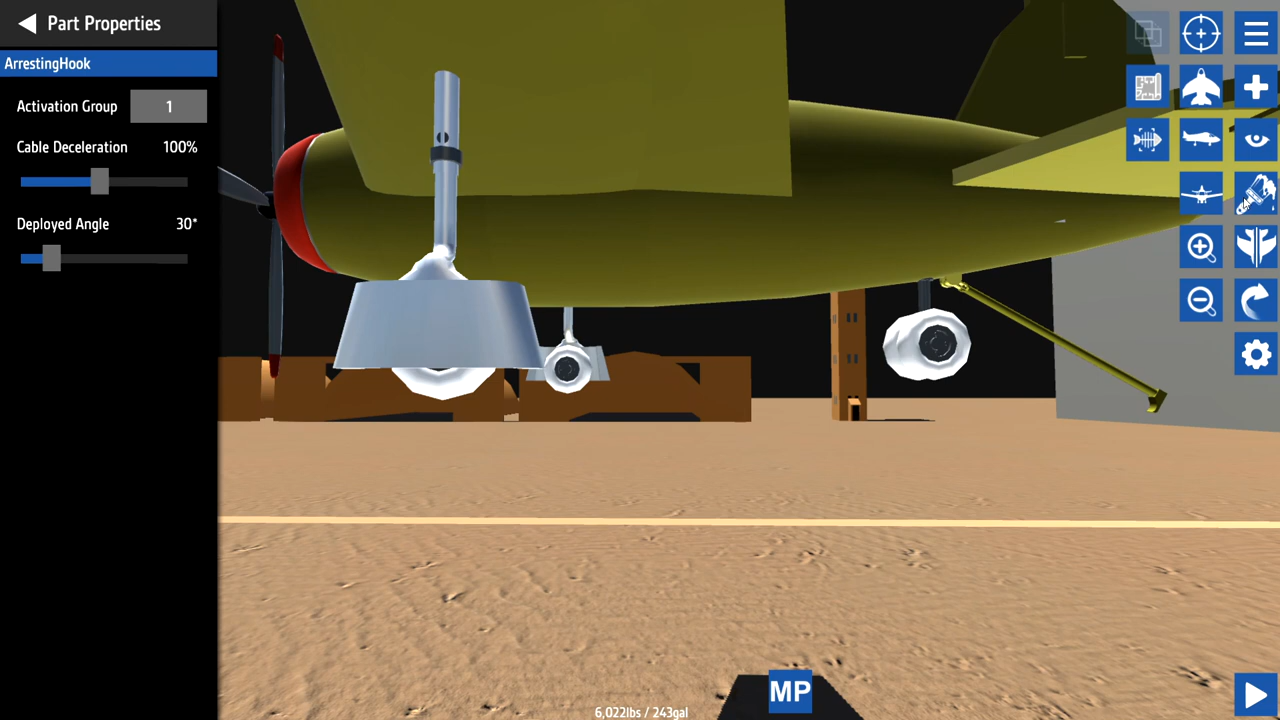 Part Properties
ArrestingHook
Activation Group 1
Cable Deceleration 100%
Deployed Angle 30°
MP
6,022lbs / 243gal